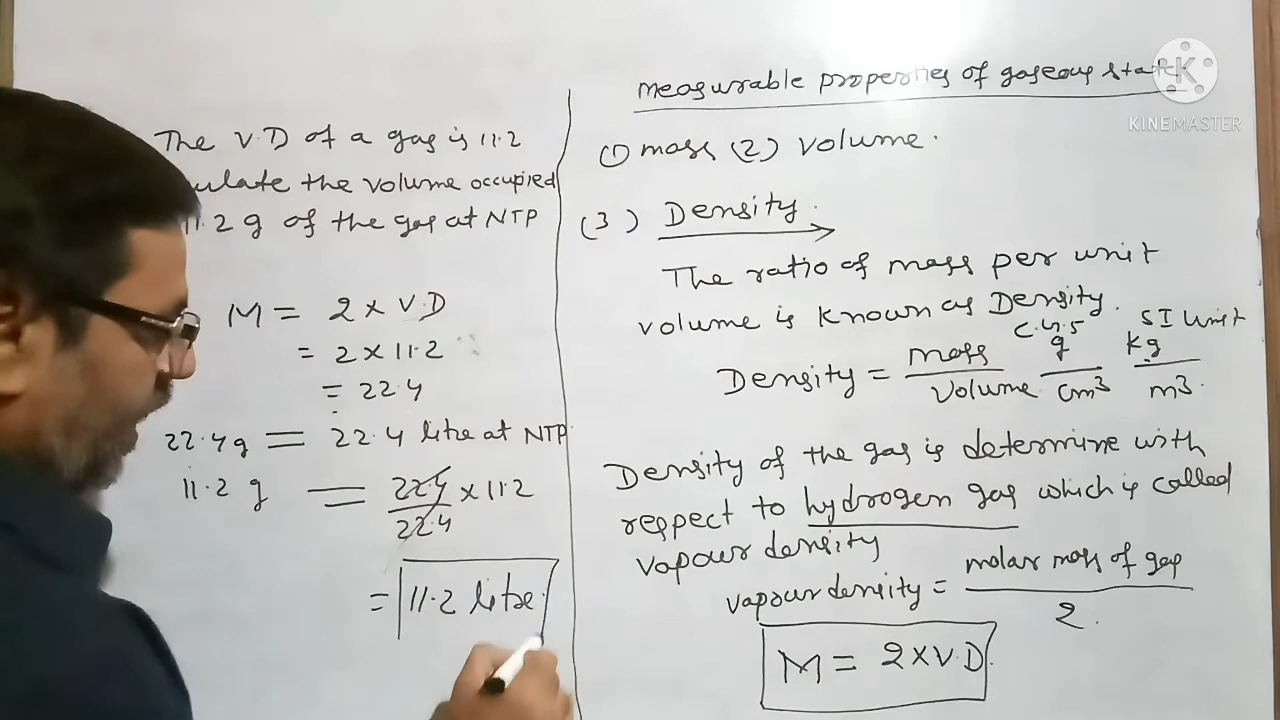 The V.D of a gas is 11.2
ulate the volume occupied
11.2 g of the gas at NTP
M = 2 x V.D
= 2 x 11.2
= 22.4
22.4g = 22.4 litre at NTP
11.2 g = 22.4/22.4 x 11.2
= 11.2 litre
measurable properties of gaseous state
KINEMASTER
(1) mass (2) volume.
(3) Density.
The ratio of mass per unit
volume is known as Density.
C.G.S SI Unit
Density = mass/Volume g/cm³ Kg/m³.
Density of the gas is determine with
respect to hydrogen gas which is called
vapour density
vapour density = molar mass of gas/2.
M = 2 x V.D.